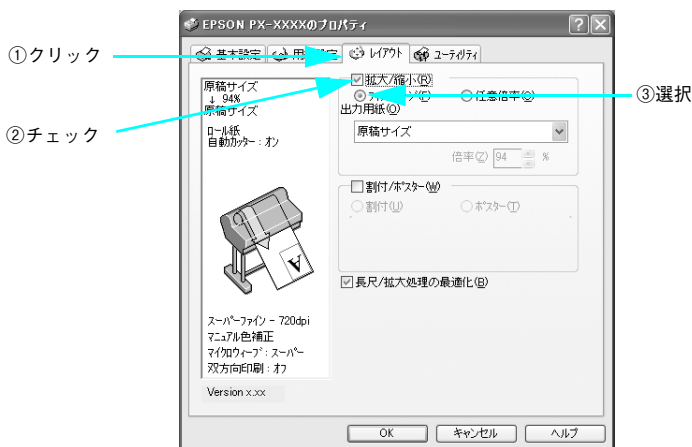 EPSON PX-XXXXのプロパティ
①クリック
基本設定
レイアウト
ユーティリティ
原稿サイズ
↓ 94%
原稿サイズ
ロール紙
自動カッター：オン
②チェック
拡大/縮小(R)
任意倍率(O)
③選択
出力用紙(O)
原稿サイズ
倍率(Z) 94 %
割付/ポスター(W)
割付(U) ポスター(T)
長尺/拡大処理の最適化(B)
A
スーパーファイン - 720dpi
マニュアル色補正
マイクロウィーブ：スーパー
双方向印刷：オフ
Version x.xx
OK キャンセル ヘルプ